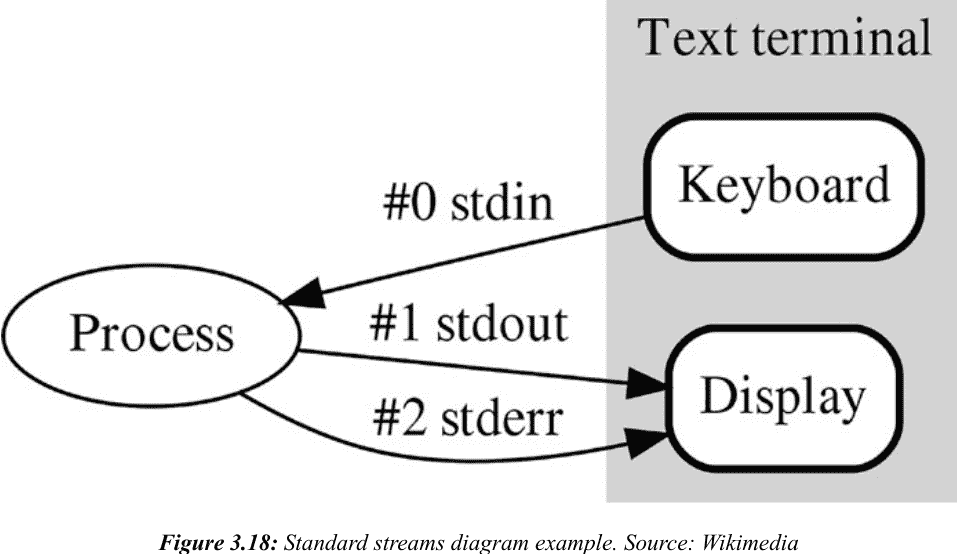 Text terminal
Keyboard
#0 stdin
Process
#1 stdout
Display
#2 stderr
Figure 3.18: Standard streams diagram example. Source: Wikimedia